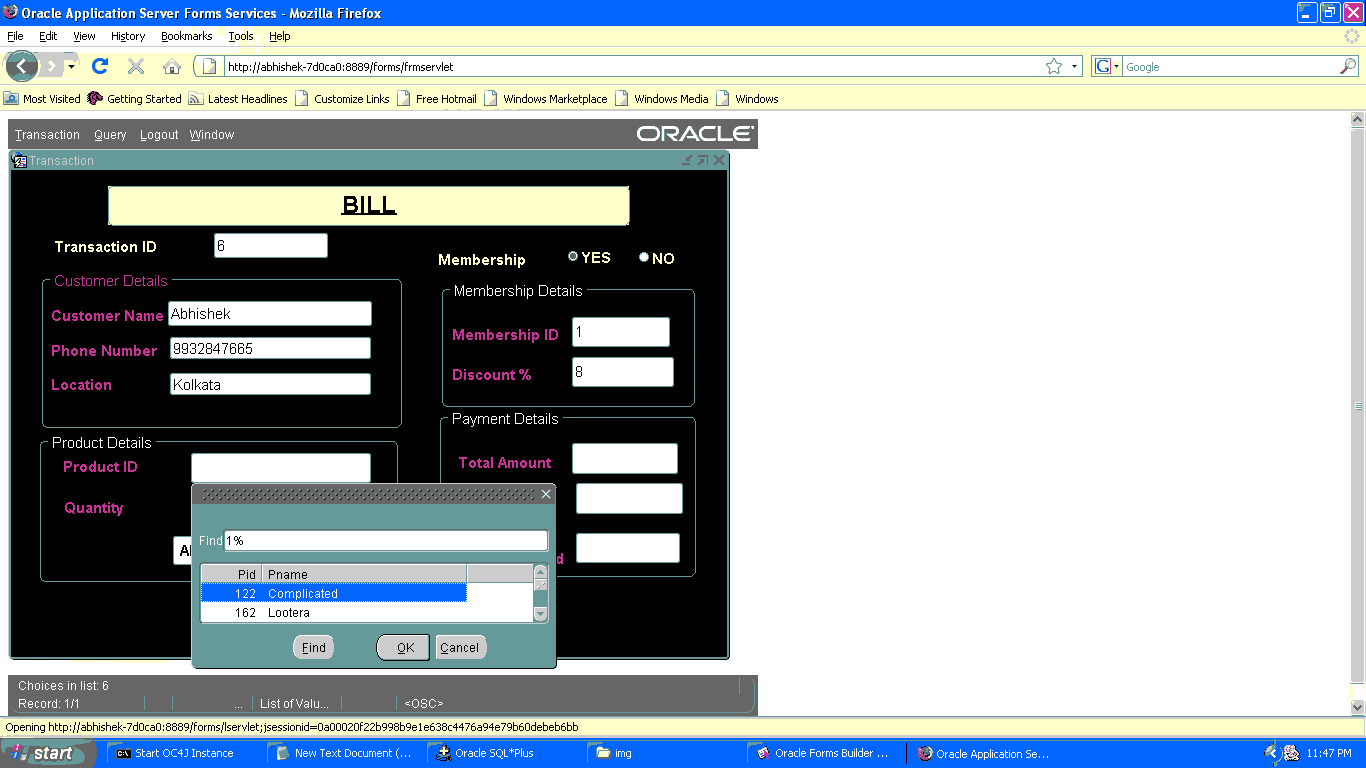 Oracle Application Server Forms Services - Mozilla Firefox
File Edit View History Bookmarks Tools Help
http://abhishek-7d0ca0:8889/forms/frmservlet
Google
Most Visited Getting Started Latest Headlines Customize Links Free Hotmail Windows Marketplace Windows Media Windows
Transaction Query Logout Window ORACLE
Transaction
BILL
Transaction ID 6
Membership YES NO
Customer Details
Customer Name Abhishek
Phone Number 9932847665
Location Kolkata
Membership Details
Membership ID 1
Discount % 8
Product Details
Product ID
Quantity
Payment Details
Total Amount
Find 1%
Pid Pname
122 Complicated
162 Lootera
Find OK Cancel
Choices in list: 6
Record: 1/1 ... List of Valu... <OSC>
Opening http://abhishek-7d0ca0:8889/forms/lservlet;jsessionid=0a00020f22b998b9e1e638c4476a94e79b60debeb6bb
start Start OC4J Instance New Text Document (... Oracle SQL*Plus img Oracle Forms Builder ... Oracle Application Se... 11:47 PM